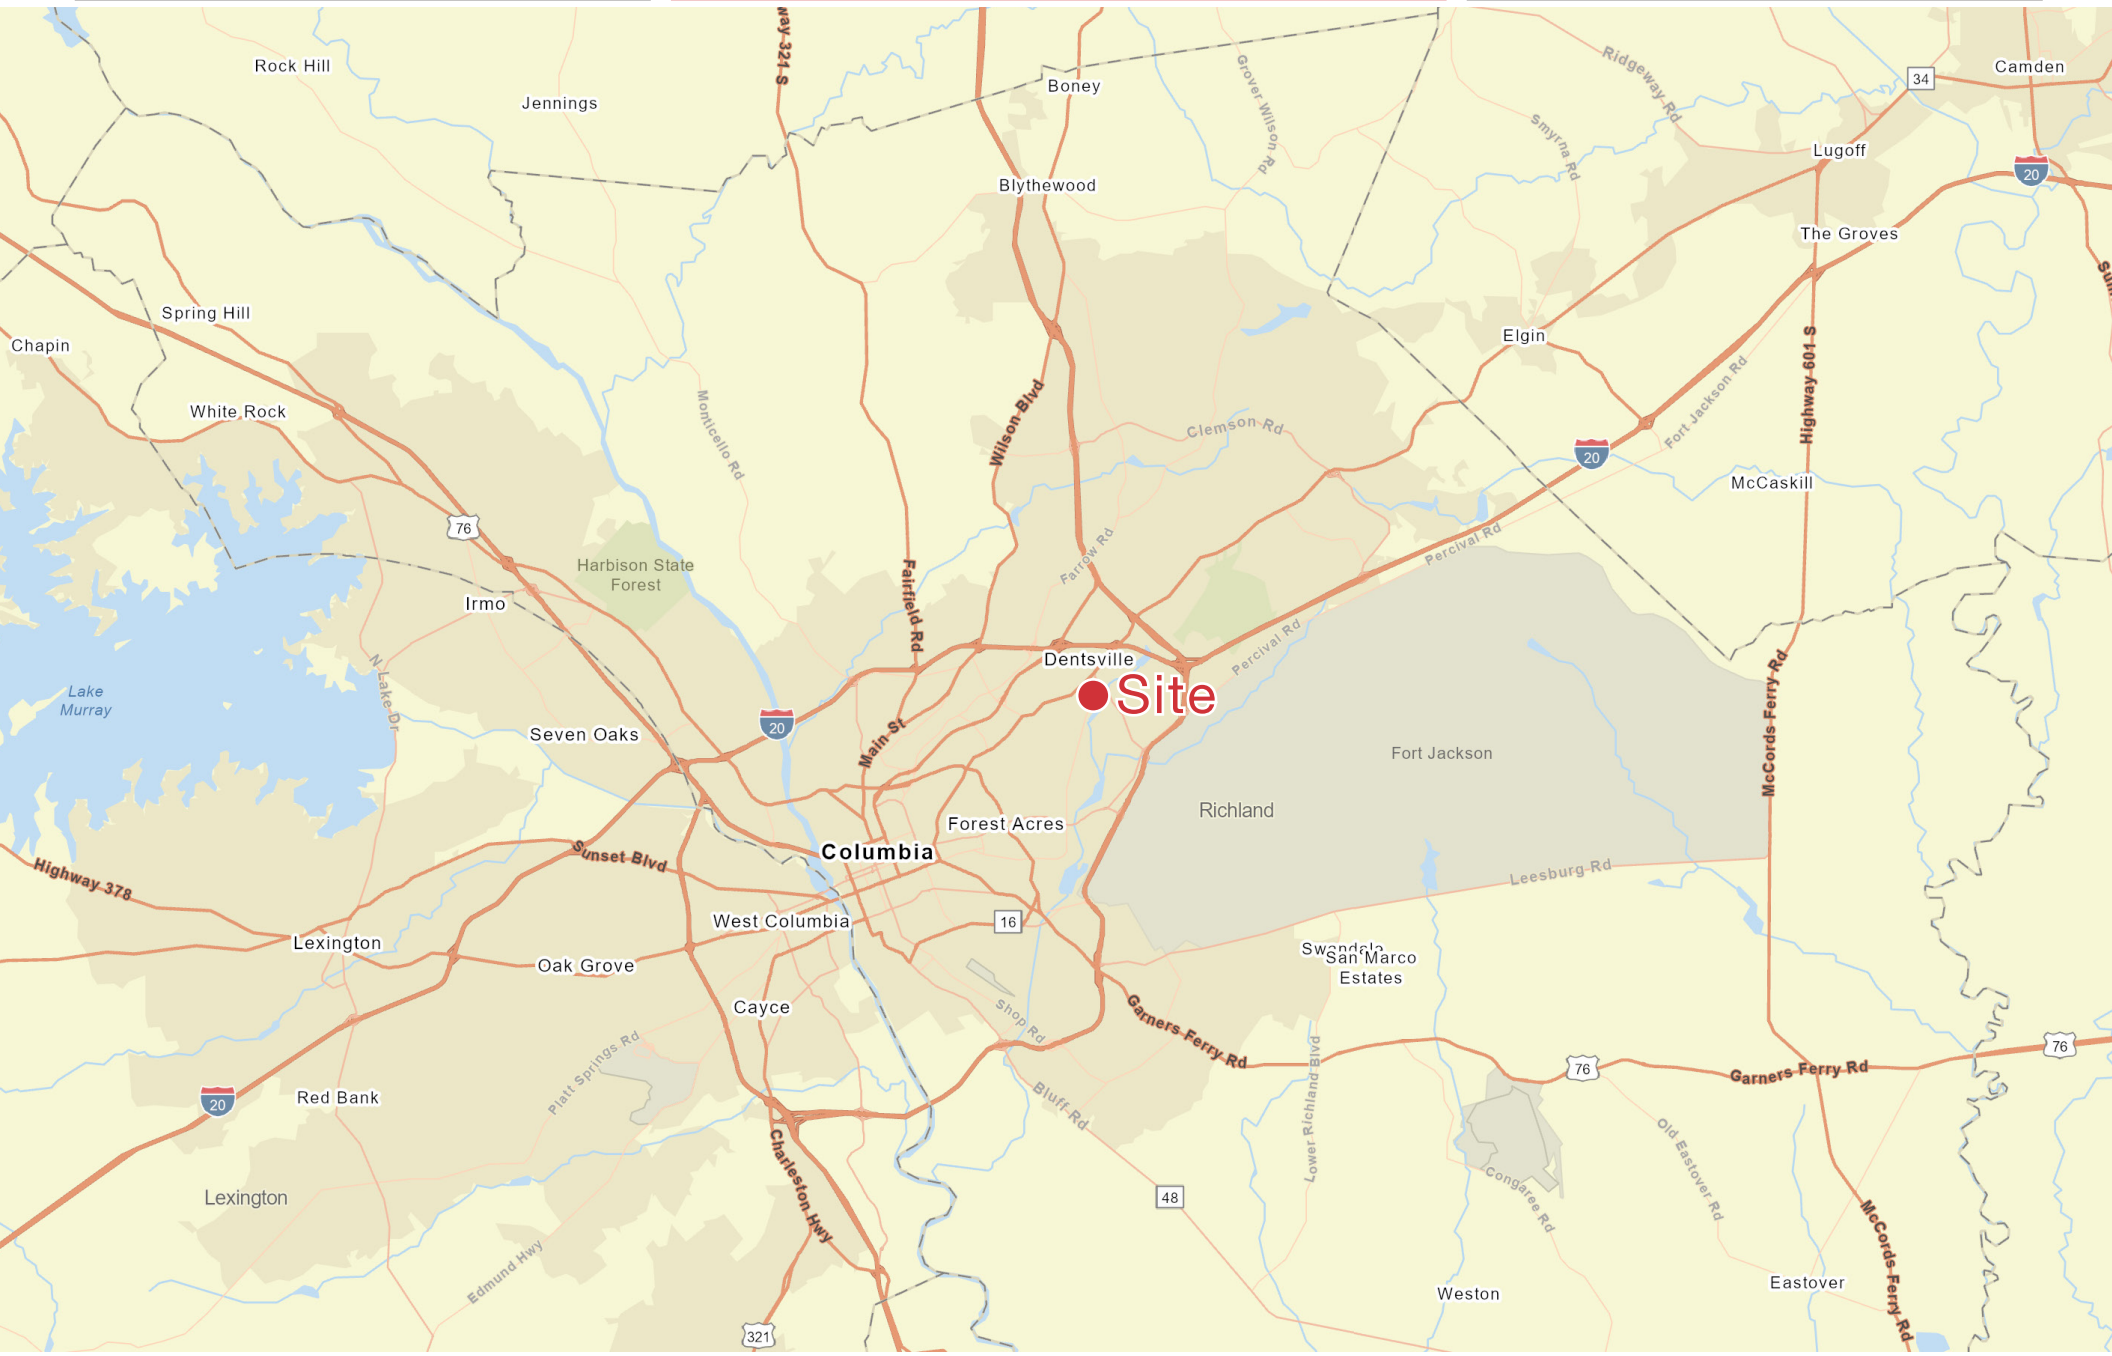 way 321 S
Rock Hill
Jennings
Boney
Grover Wilson Rd
Ridgeway Rd
34
Camden
Smyrna Rd
Lugoff
20
Blythewood
The Groves
Spring Hill
Chapin
Elgin
Highway 601 S
Fort Jackson Rd
White Rock
Monticello Rd
Wilson Blvd
Clemson Rd
20
McCaskill
76
Percival Rd
Farrow Rd
Harbison State
Forest
Fairfield Rd
Irmo
Percival Rd
Dentsville
Site
N Lake Dr
Lake
Murray
McCords Ferry Rd
Seven Oaks
20
Main St
Fort Jackson
Richland
Forest Acres
Columbia
Sunset Blvd
Highway 378
Leesburg Rd
West Columbia
16
Lexington
Oak Grove
Swandale
San Marco
Estates
Cayce
Shop Rd
Garners Ferry Rd
Platt Springs Rd
Lower Richland Blvd
76
76
Garners Ferry Rd
20
Red Bank
Bluff Rd
Old Eastover Rd
Charleston Hwy
Congaree Rd
Lexington
48
McCords Ferry Rd
Edmund Hwy
Weston
Eastover
321